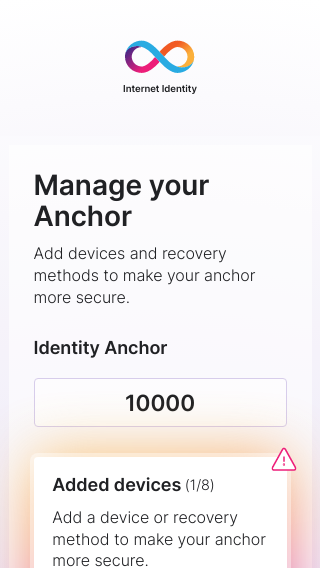 Internet Identity
Manage your
Anchor
Add devices and recovery
methods to make your anchor
more secure.
Identity Anchor
10000
Added devices (1/8)
Add a device or recovery
method to make your anchor
more secure.